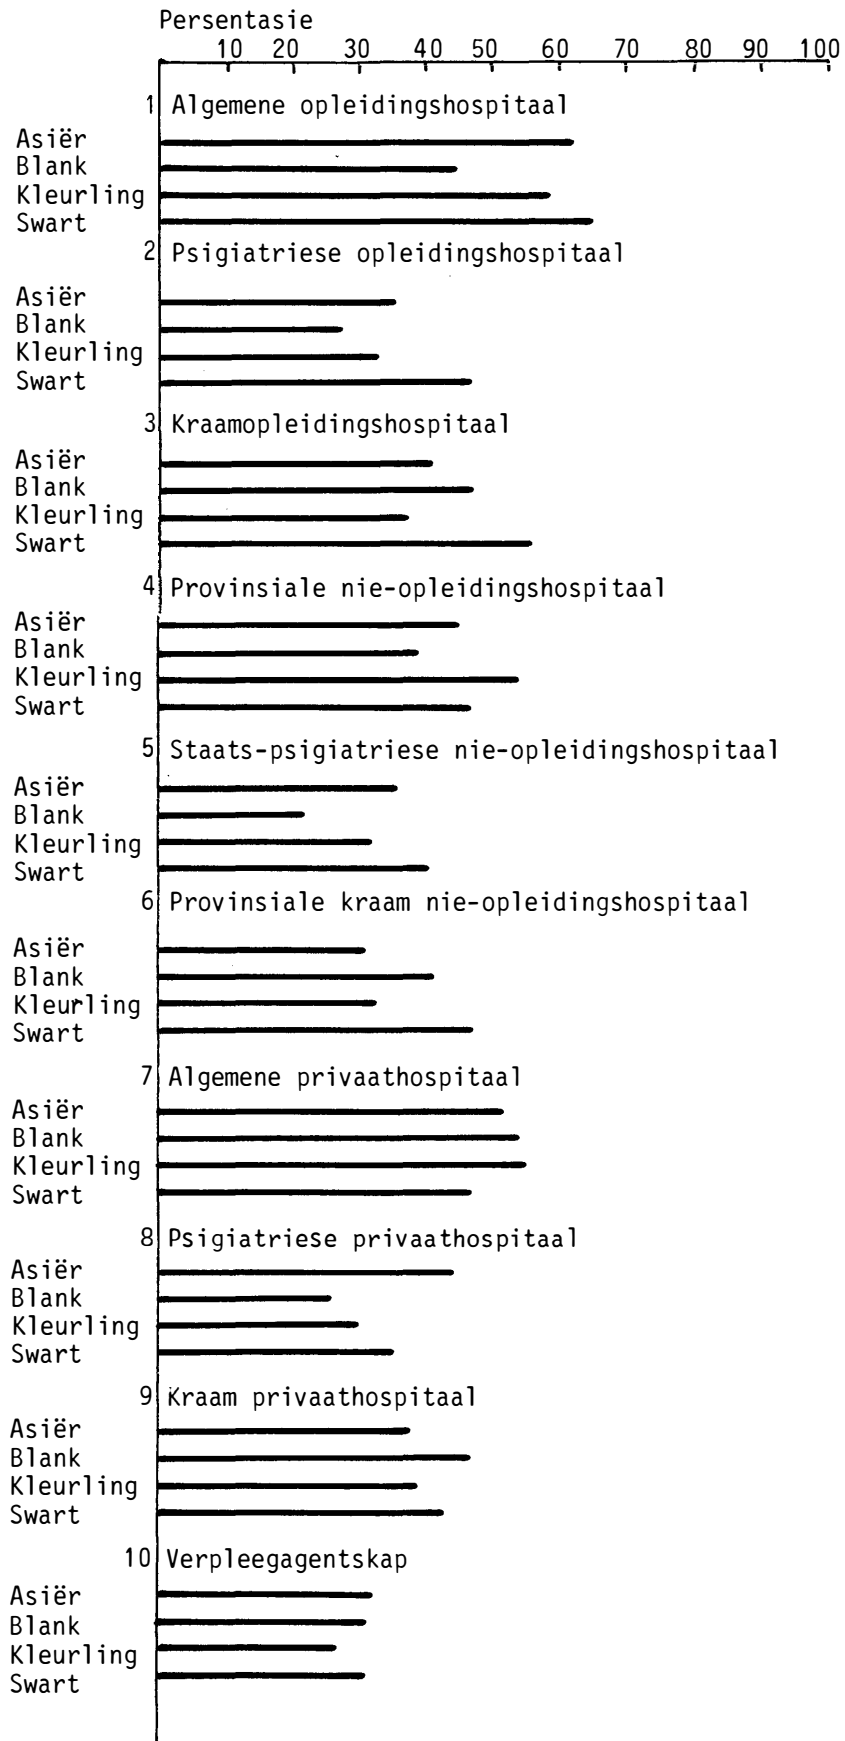 Persentasie
10 20 30 40 50 60 70 80 90 100
1 Algemene opleidingshospitaal
Asiër
Blank
Kleurling
Swart
2 Psigiatriese opleidingshospitaal
Asiër
Blank
Kleurling
Swart
3 Kraamopleidingshospitaal
Asiër
Blank
Kleurling
Swart
4 Provinsiale nie-opleidingshospitaal
Asiër
Blank
Kleurling
Swart
5 Staats-psigiatriese nie-opleidingshospitaal
Asiër
Blank
Kleurling
Swart
6 Provinsiale kraam nie-opleidingshospitaal
Asiër
Blank
Kleurling
Swart
7 Algemene privaathospitaal
Asiër
Blank
Kleurling
Swart
8 Psigiatriese privaathospitaal
Asiër
Blank
Kleurling
Swart
9 Kraam privaathospitaal
Asiër
Blank
Kleurling
Swart
10 Verpleegagentskap
Asiër
Blank
Kleurling
Swart